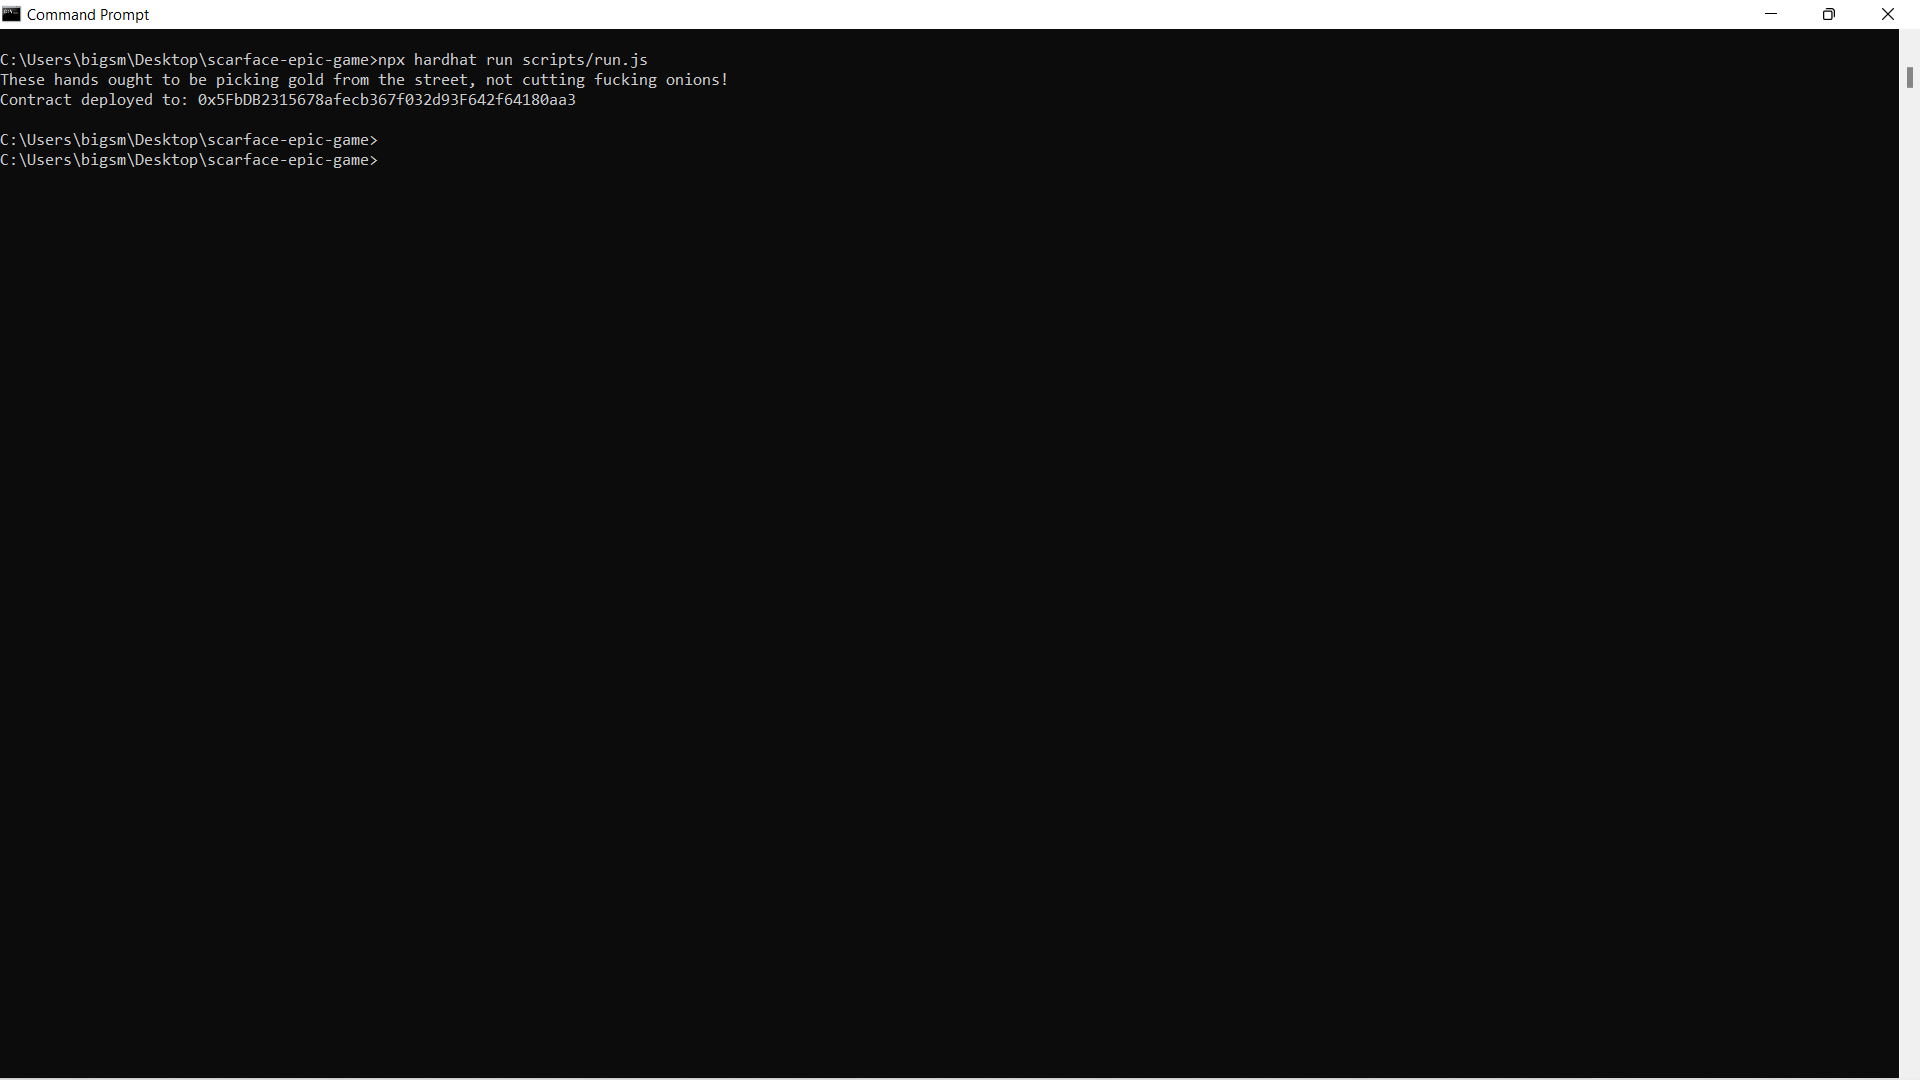 Command Prompt
C:\Users\bigsm\Desktop\scarface-epic-game>npx hardhat run scripts/run.js
These hands ought to be picking gold from the street, not cutting fucking onions!
Contract deployed to: 0x5FbDB2315678afecb367f032d93F642f64180aa3
C:\Users\bigsm\Desktop\scarface-epic-game>
C:\Users\bigsm\Desktop\scarface-epic-game>